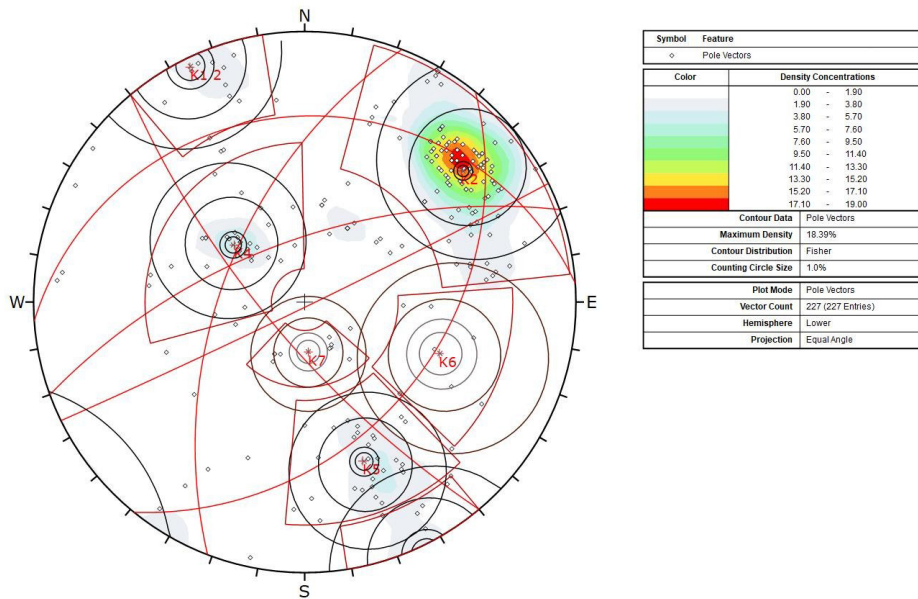 N
W
E
S
K1 2
K2
K4
K7
K6
K5
Symbol Feature
Pole Vectors
Color Density Concentrations
0.00 - 1.90
1.90 - 3.80
3.80 - 5.70
5.70 - 7.60
7.60 - 9.50
9.50 - 11.40
11.40 - 13.30
13.30 - 15.20
15.20 - 17.10
17.10 - 19.00
Contour Data Pole Vectors
Maximum Density 18.39%
Contour Distribution Fisher
Counting Circle Size 1.0%
Plot Mode Pole Vectors
Vector Count 227 (227 Entries)
Hemisphere Lower
Projection Equal Angle